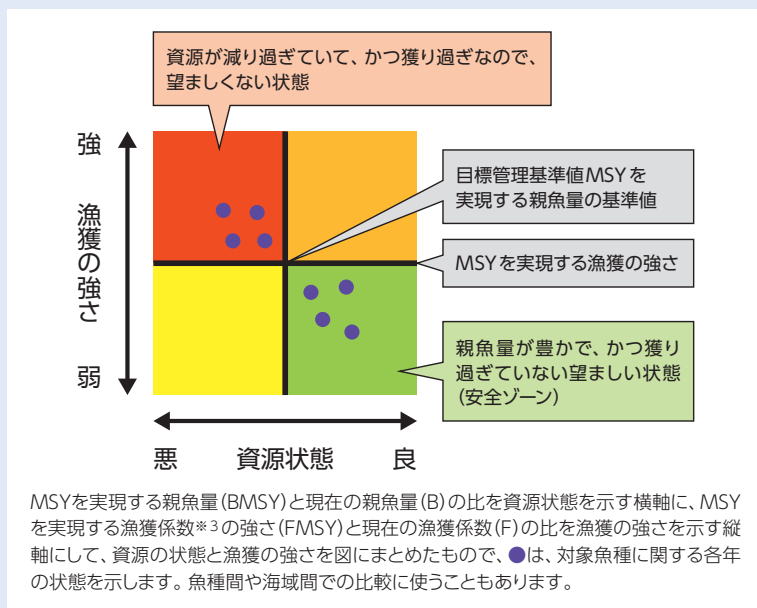 資源が減り過ぎていて、かつ獲り過ぎなので、
望ましくない状態
強
漁獲の強さ
弱
目標管理基準値MSYを
実現する親魚量の基準値
MSYを実現する漁獲の強さ
親魚量が豊かで、かつ獲り
過ぎていない望ましい状態
(安全ゾーン)
悪 資源状態 良
MSYを実現する親魚量(BMSY)と現在の親魚量(B)の比を資源状態を示す横軸に、MSY
を実現する漁獲係数※3の強さ(FMSY)と現在の漁獲係数(F)の比を漁獲の強さを示す縦
軸にして、資源の状態と漁獲の強さを図にまとめたもので、●は、対象魚種に関する各年
の状態を示します。魚種間や海域間での比較に使うこともあります。